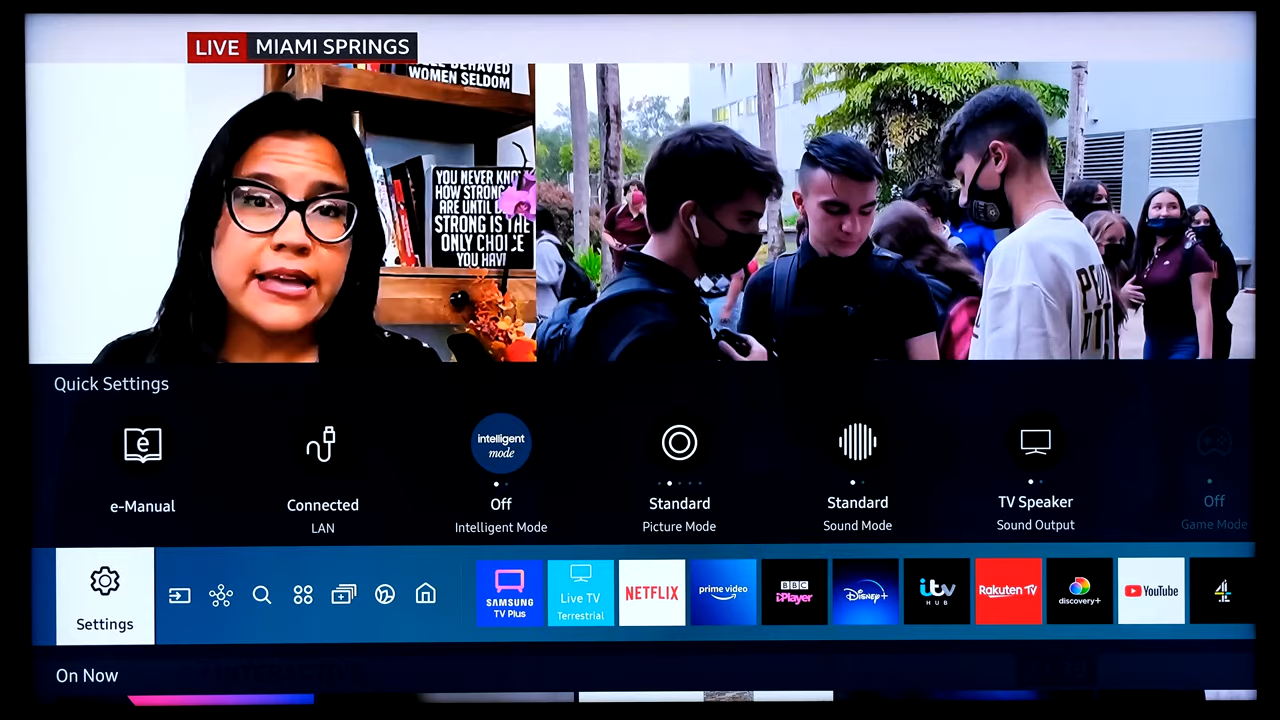 LIVE MIAMI SPRINGS
BEHAVED
WOMEN SELDOM
YOU NEVER
HOW STRONG
ARE UNTIL
STRONG IS THE
ONLY
YOU
Quick Settings
e-Manual
Connected
LAN
intelligent
mode
Off
Intelligent Mode
Standard
Picture Mode
Standard
Sound Mode
TV Speaker
Sound Output
Off
Game Mode
Settings
SAMSUNG
TV Plus
Live TV
Terrestrial
NETFLIX
prime video
BBC
iPlayer
Disney+
itv
HUB
Rakuten TV
discovery+
YouTube
4
On Now